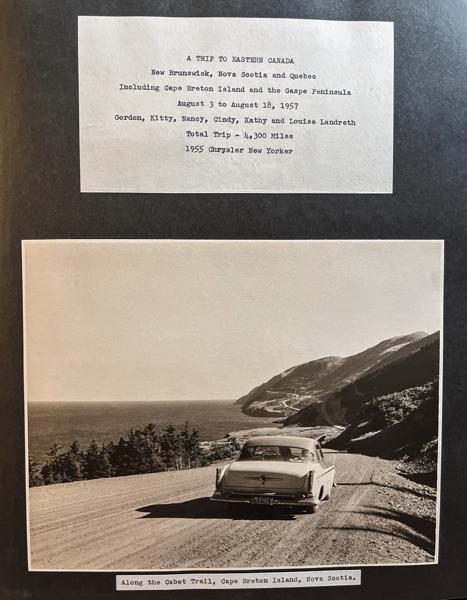 A TRIP TO EASTERN CANADA
New Brunswick, Nova Scotia and Quebec
Including Cape Breton Island and the Gaspe Peninsula
August 3 to August 18, 1957
Gordon, Kitty, Nancy, Cindy, Kathy and Louise Landreth
Total Trip - 4,300 Miles
1955 Chrysler New Yorker
Along the Cabot Trail, Cape Breton Island, Nova Scotia.